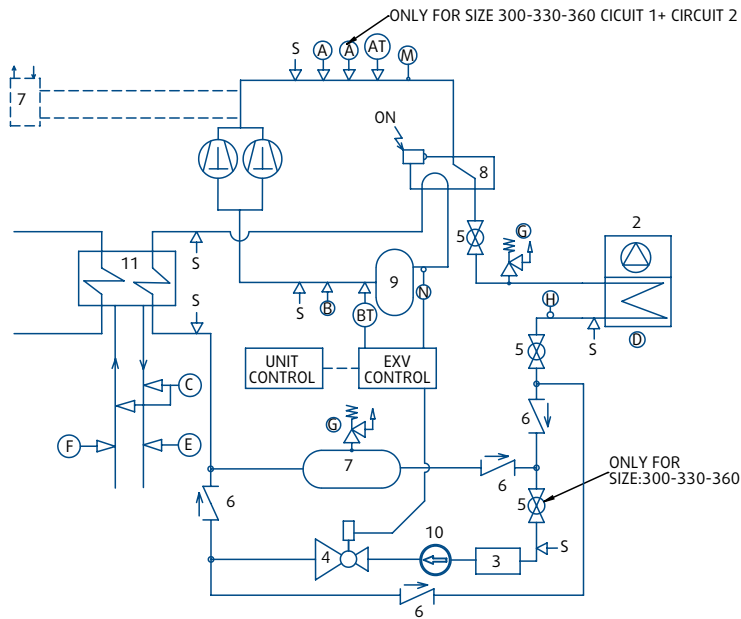 ONLY FOR SIZE 300-330-360 CICUIT 1+ CIRCUIT 2
S
A
A
AT
M
7
ON
8
5
G
2
11
S
9
S
B
BT
N
H
S
UNIT
CONTROL
EXV
CONTROL
5
S
D
C
F
E
G
7
6
6
6
ONLY FOR
SIZE:300-330-360
5
4
10
3
S
6